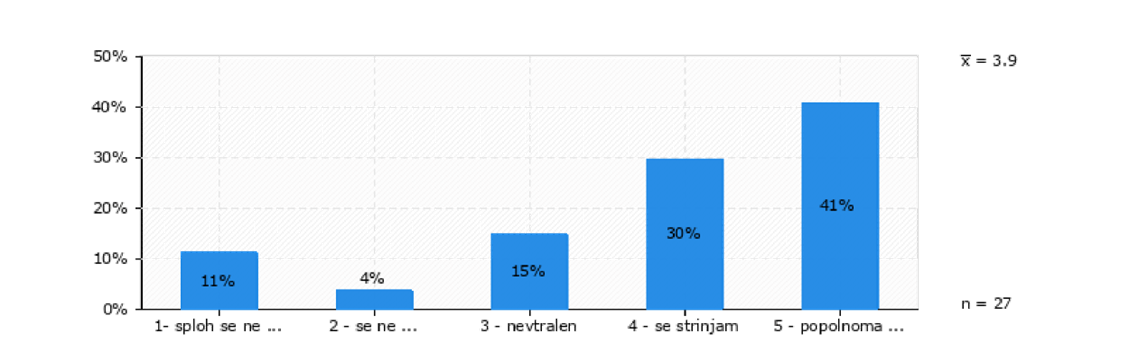 50%
x̅ = 3.9
40%
30%
20%
41%
30%
10%
15%
4%
11%
0%
n = 27
1- sploh se ne ...
2 - se ne ...
3 - nevtralen
4 - se strinjam
5 - popolnoma ...